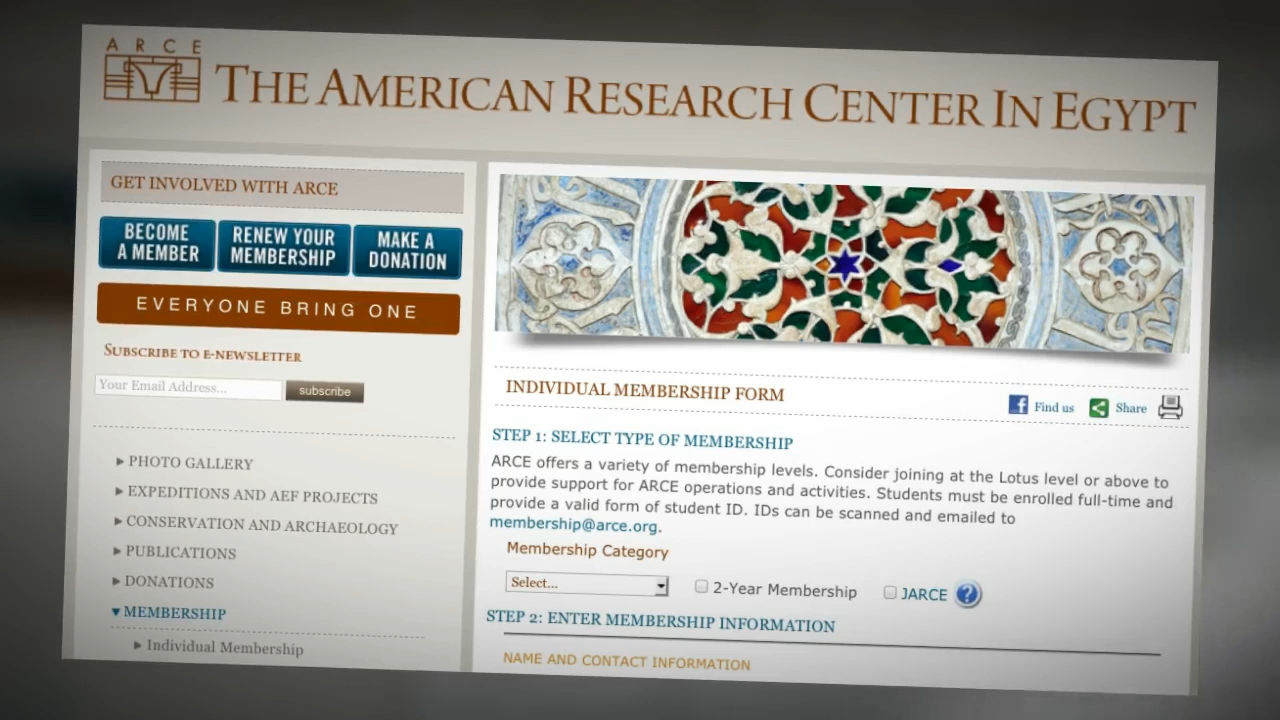 ARCE
THE AMERICAN RESEARCH CENTER IN EGYPT
GET INVOLVED WITH ARCE
BECOME
A MEMBER
RENEW YOUR
MEMBERSHIP
MAKE A
DONATION
EVERYONE BRING ONE
SUBSCRIBE TO E-NEWSLETTER
Your Email Address...
subscribe
PHOTO GALLERY
EXPEDITIONS AND AEF PROJECTS
CONSERVATION AND ARCHAEOLOGY
PUBLICATIONS
DONATIONS
MEMBERSHIP
Individual Membership
INDIVIDUAL MEMBERSHIP FORM
Find us
Share
STEP 1: SELECT TYPE OF MEMBERSHIP
ARCE offers a variety of membership levels. Consider joining at the Lotus level or above to
provide support for ARCE operations and activities. Students must be enrolled full-time and
provide a valid form of student ID. IDs can be scanned and emailed to
membership@arce.org.
Membership Category
Select...
2-Year Membership
JARCE
?
STEP 2: ENTER MEMBERSHIP INFORMATION
NAME AND CONTACT INFORMATION